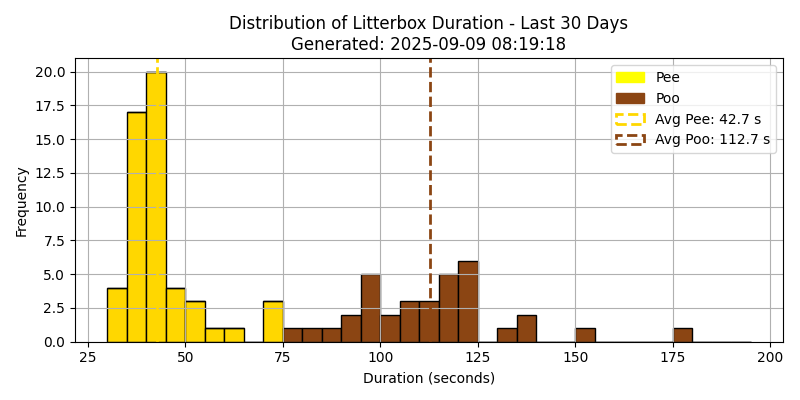 Distribution of Litterbox Duration - Last 30 Days
Generated: 2025-09-09 08:19:18
Pee
Poo
Avg Pee: 42.7 s
Avg Poo: 112.7 s
Frequency
20.0
17.5
15.0
12.5
10.0
7.5
5.0
2.5
0.0
25 50 75 100 125 150 175 200
Duration (seconds)